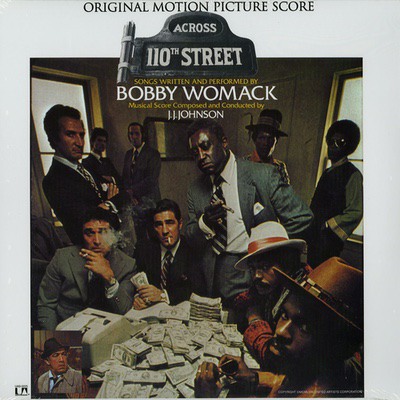 ORIGINAL MOTION PICTURE SCORE
ACROSS
110TH STREET
SONGS WRITTEN AND PERFORMED BY
BOBBY WOMACK
Musical Score Composed and Conducted by
J.J. JOHNSON